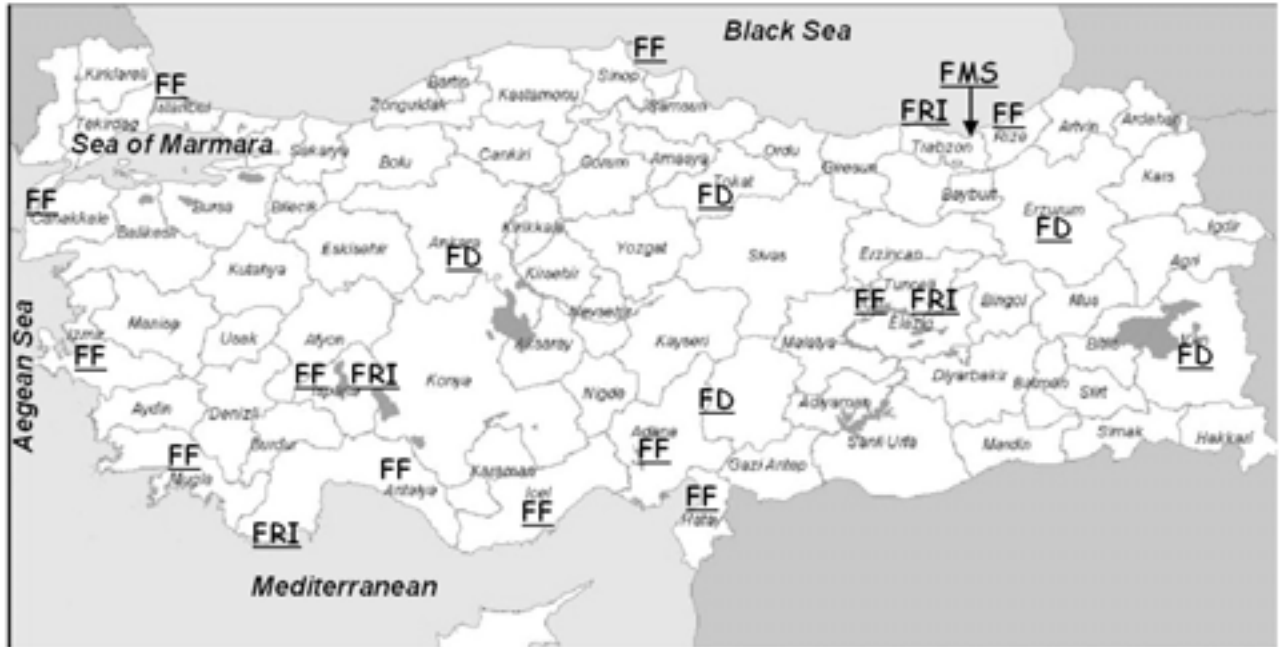 Black Sea
FF
Sinop
Kirklareli
FF
Istanbul
Bartin
Zonguldak
Kastamonu
Samsun
FMS
FRI
FF
Rize
Trabzon
Artvin
Ardahan
Tekirdag
Sea of Marmara
Sakarya
Bolu
Cankiri
Corum
Amasya
Ordu
Giresun
Tokat
FD
Bayburt
Kars
FF
Canakkale
Bursa
Bilecik
Balikesir
Eskisehir
Ankara
FD
Kirikkale
Yozgat
Sivas
Erzincan
Erzurum
FD
Igdir
Agri
Kutahya
Kirsehir
Tunceli
FF
FRI
Elazig
Bingol
Mus
Aegean Sea
Izmir
FF
Manisa
Usak
Afyon
Nevsehir
Aksaray
Kayseri
Malatya
Bitlis
Van
FD
FF
FRI
Isparta
Konya
Nigde
FD
Adiyaman
Diyarbakir
Batman
Siirt
Aydin
Denizli
Burdur
Adana
FF
Gazi Antep
Sanli Urfa
Mardin
Sirnak
Hakkari
FF
Mugla
FF
Antalya
Karaman
Icel
FF
FF
Hatay
FRI
Mediterranean